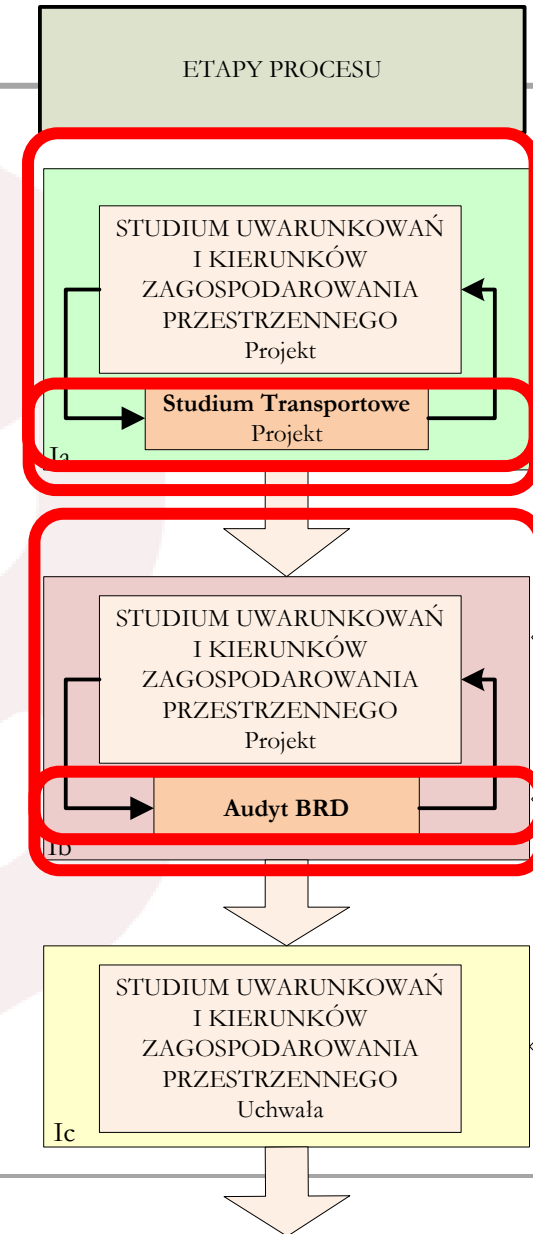 ETAPY PROCESU
STUDIUM UWARUNKOWAŃ
I KIERUNKÓW
ZAGOSPODAROWANIA
PRZESTRZENNEGO
Projekt
Studium Transportowe
Projekt
Ia
STUDIUM UWARUNKOWAŃ
I KIERUNKÓW
ZAGOSPODAROWANIA
PRZESTRZENNEGO
Projekt
Audyt BRD
Ib
STUDIUM UWARUNKOWAŃ
I KIERUNKÓW
ZAGOSPODAROWANIA
PRZESTRZENNEGO
Uchwała
Ic